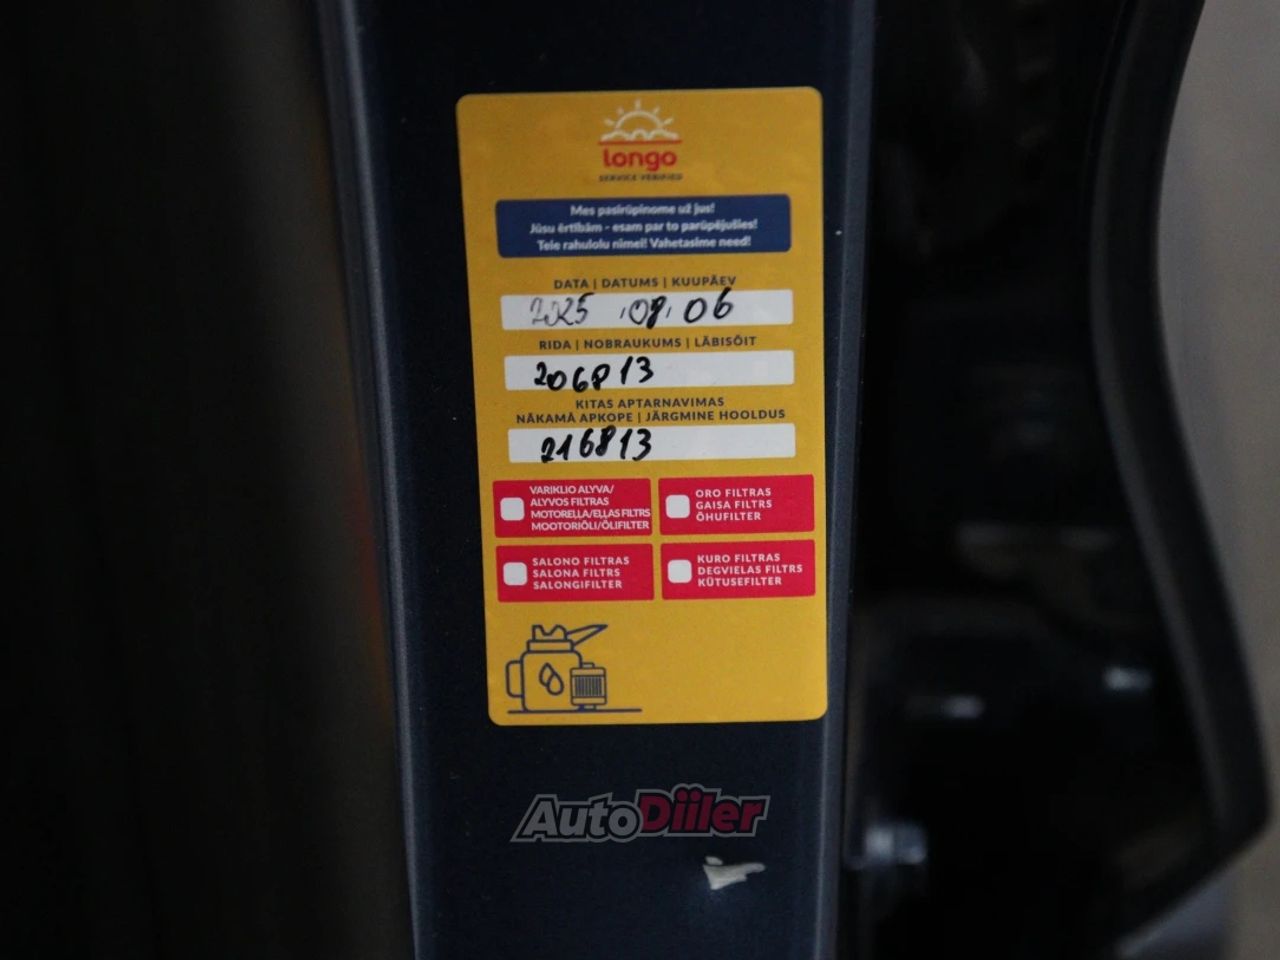 longo
SERVICE VERIFIED
Mes pasirūpinome už jus!
Jūsu ērtībām - esam par to parūpējušies!
Teie rahulolu nimel! Vahetasime need!
DATA | DATUMS | KUUPÄEV
2025.08.06
RIDA | NOBRAUKUMS | LÄBISÕIT
206813
KITAS APTARNAVIMAS
NĀKAMĀ APKOPE | JÄRGMINE HOOLDUS
216813
VARIKLIO ALYVA/
ALYVOS FILTRAS
MOTOREĻĻA/EĻĻAS FILTRS
MOOTORIÕLI/ÕLIFILTER
ORO FILTRAS
GAISA FILTRS
ÕHUFILTER
SALONO FILTRAS
SALONA FILTRS
SALONGIFILTER
KURO FILTRAS
DEGVIELAS FILTRS
KÜTUSEFILTER
AutoDiiler